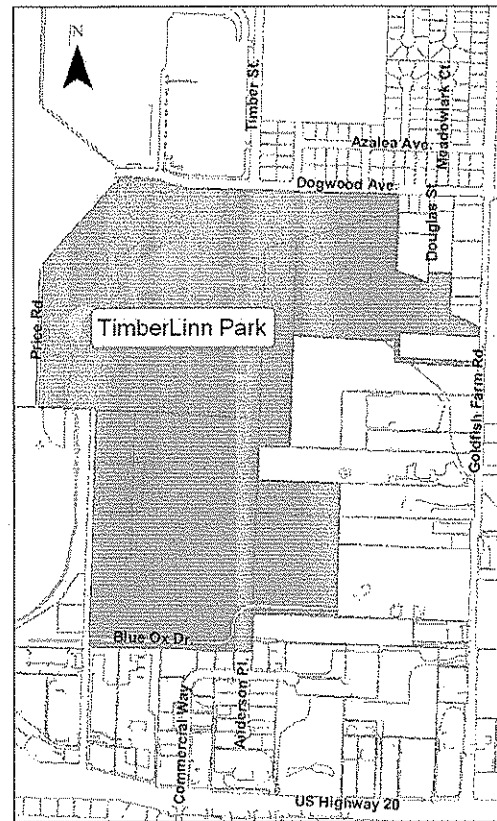 N
Timber St.
Meadowlark Ct.
Azalea Ave.
Dogwood Ave.
Douglas St.
Price Rd.
TimberLinn Park
Goldfish Farm Rd
Blue Ox Dr.
Commercial Way
Anderson Pl.
US Highway 20